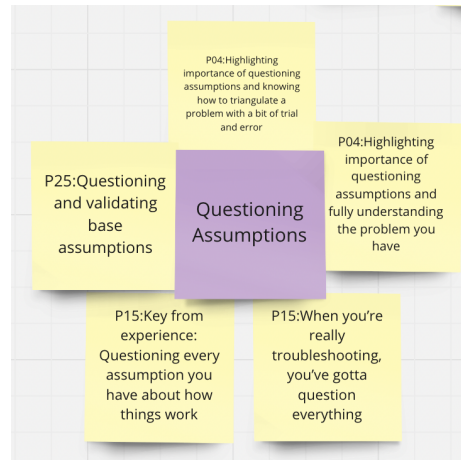 P04:Highlighting
importance of questioning
assumptions and knowing
how to triangulate a
problem with a bit of trial
and error
P04:Highlighting
importance of
questioning
assumptions and
fully understanding
the problem you
have
P25:Questioning
and validating
base
assumptions
Questioning
Assumptions
P15:Key from
experience:
Questioning every
assumption you
have about how
things work
P15:When you’re
really
troubleshooting,
you’ve gotta
question
everything